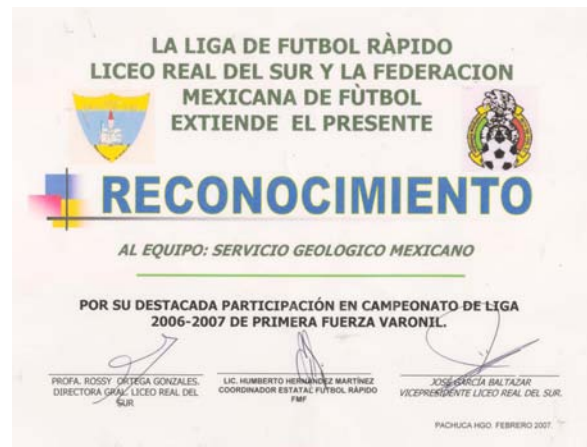 LA LIGA DE FUTBOL RÀPIDO
LICEO REAL DEL SUR Y LA FEDERACION
MEXICANA DE FÙTBOL
EXTIENDE EL PRESENTE
RECONOCIMIENTO
AL EQUIPO: SERVICIO GEOLOGICO MEXICANO
POR SU DESTACADA PARTICIPACIÓN EN CAMPEONATO DE LIGA
2006-2007 DE PRIMERA FUERZA VARONIL.
PROFA. ROSSY ORTEGA GONZALES.
DIRECTORA GRAL. LICEO REAL DEL
SUR
LIC. HUMBERTO HERNÁNDEZ MARTÍNEZ
COORDINADOR ESTATAL FUTBOL RÁPIDO
FMF
JOSÉ GARCÍA BALTAZAR
VICEPRESIDENTE LICEO REAL DEL SUR.
PACHUCA HGO. FEBRERO 2007.